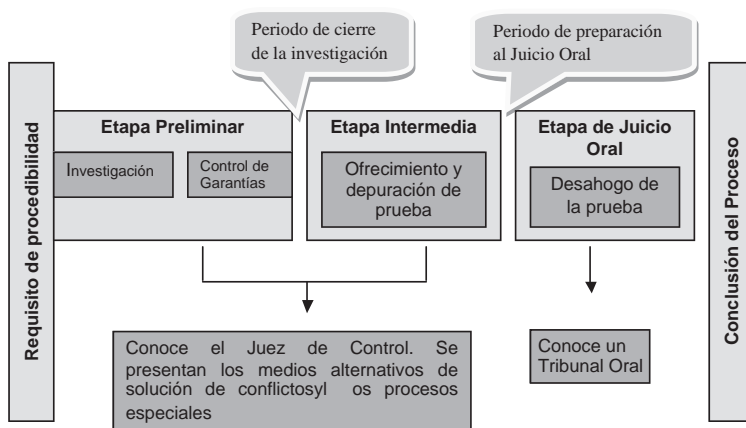 Periodo de cierre
de la investigación
Periodo de preparación
al Juicio Oral
Requisito de procedibilidad
Etapa Preliminar
Investigación
Control de
Garantías
Etapa Intermedia
Ofrecimiento y
depuración de
prueba
Etapa de Juicio
Oral
Desahogo de
la prueba
Conclusión del Proceso
Conoce el Juez de Control. Se
presentan los medios alternativos de
solución de conflictosyl os procesos
especiales
Conoce un
Tribunal Oral